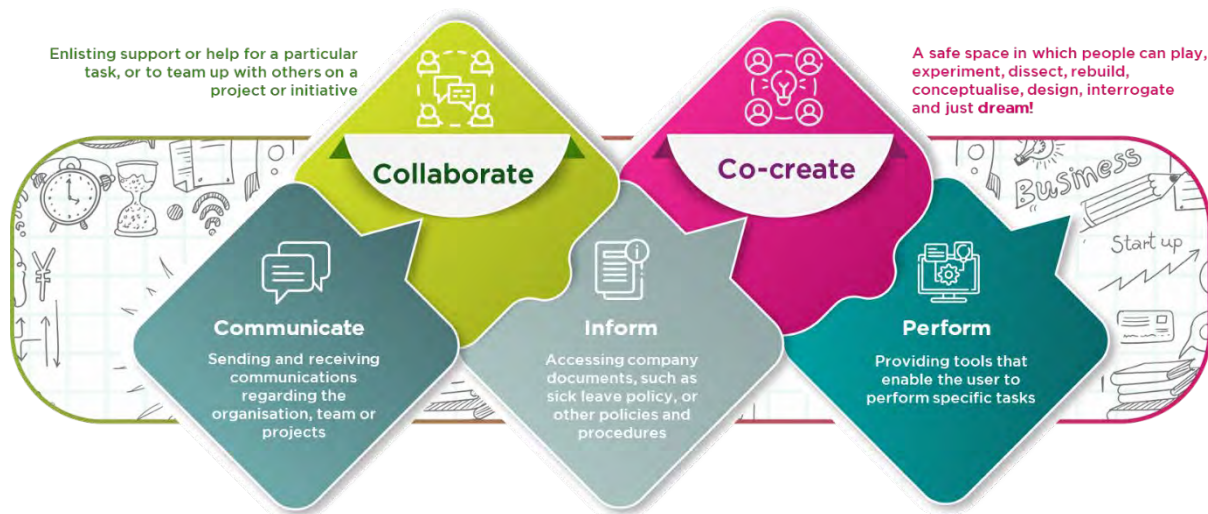 Enlisting support or help for a particular
task, or to team up with others on a
project or initiative
Collaborate
A safe space in which people can play,
experiment, dissect, rebuild,
conceptualise, design, interrogate
and just dream!
Co-create
Communicate
Sending and receiving
communications
regarding the
organisation, team or
projects
Inform
Accessing company
documents, such as
sick leave policy, or
other policies and
procedures
Perform
Providing tools that
enable the user to
perform specific tasks
Business
Start up
¥